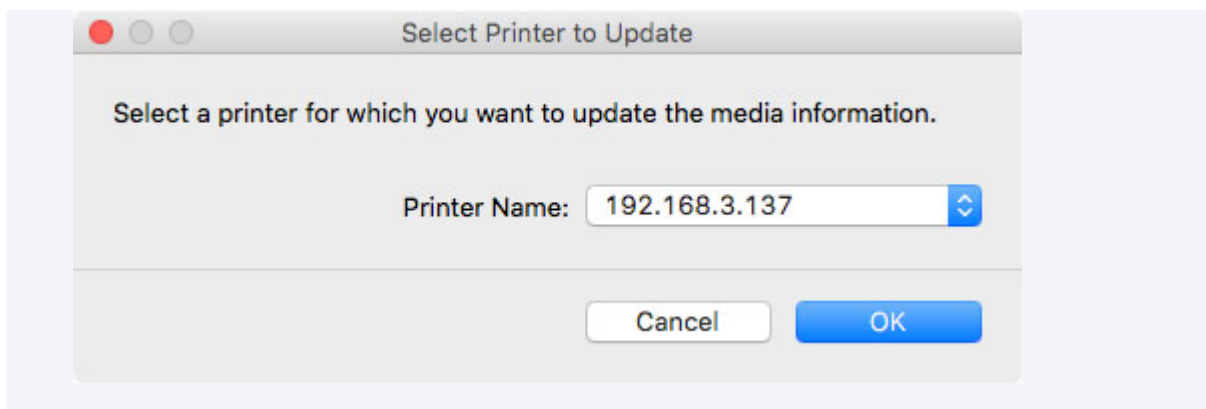 Select Printer to Update
Select a printer for which you want to update the media information.
Printer Name: 192.168.3.137
Cancel OK